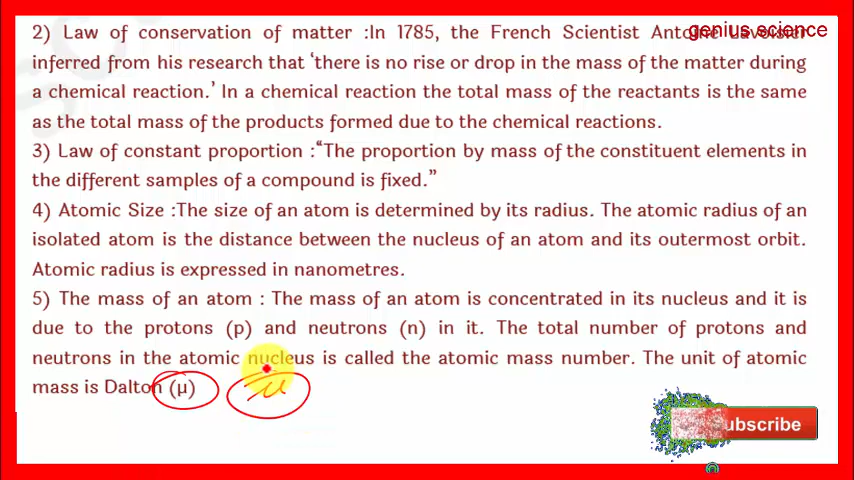 genius science
2) Law of conservation of matter :In 1785, the French Scientist Antoine Lavoisier
inferred from his research that ‘there is no rise or drop in the mass of the matter during
a chemical reaction.’ In a chemical reaction the total mass of the reactants is the same
as the total mass of the products formed due to the chemical reactions.
3) Law of constant proportion :“The proportion by mass of the constituent elements in
the different samples of a compound is fixed.”
4) Atomic Size :The size of an atom is determined by its radius. The atomic radius of an
isolated atom is the distance between the nucleus of an atom and its outermost orbit.
Atomic radius is expressed in nanometres.
5) The mass of an atom : The mass of an atom is concentrated in its nucleus and it is
due to the protons (p) and neutrons (n) in it. The total number of protons and
neutrons in the atomic nucleus is called the atomic mass number. The unit of atomic
mass is Dalton (µ) µ
Subscribe